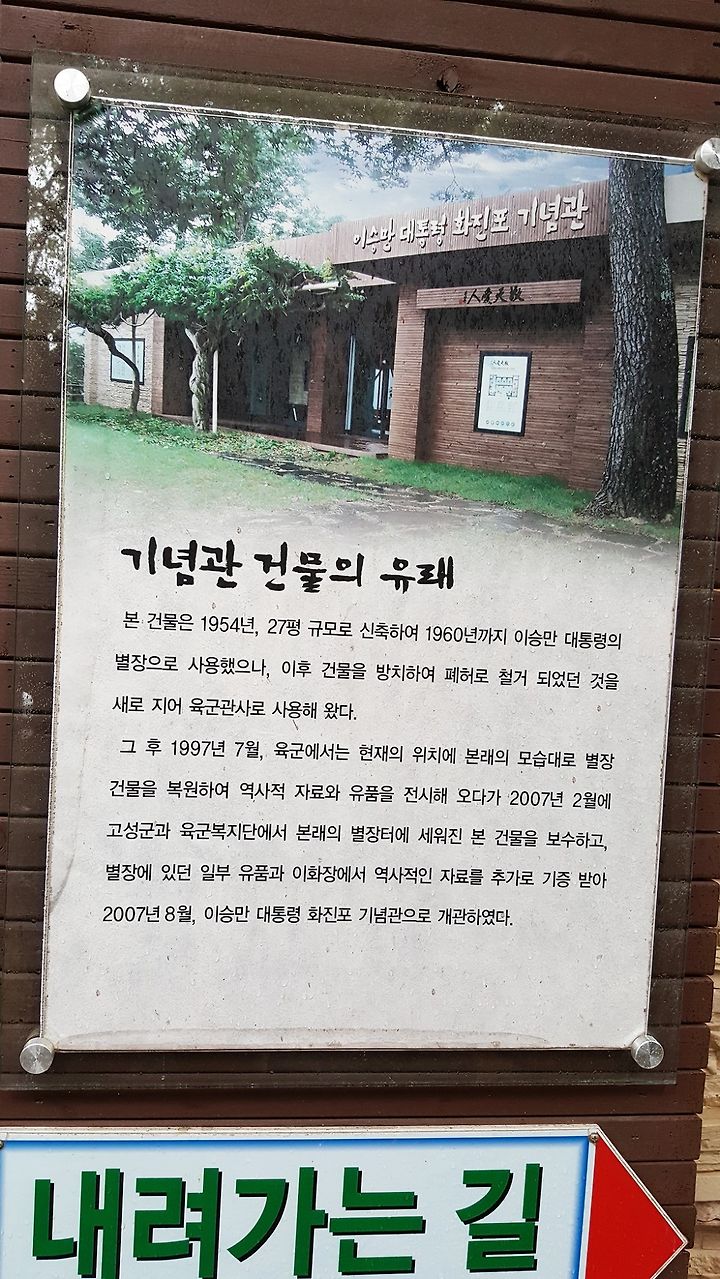 이승만 대통령 화진포 기념관
人愛天敬
기념관 건물의 유래
본 건물은 1954년, 27평 규모로 신축하여 1960년까지 이승만 대통령의
별장으로 사용했으나, 이후 건물을 방치하여 폐허로 철거 되었던 것을
새로 지어 육군관사로 사용해 왔다.
그 후 1997년 7월, 육군에서는 현재의 위치에 본래의 모습대로 별장
건물을 복원하여 역사적 자료와 유품을 전시해 오다가 2007년 2월에
고성군과 육군복지단에서 본래의 별장터에 세워진 본 건물을 보수하고,
별장에 있던 일부 유품과 이화장에서 역사적인 자료를 추가로 기증 받아
2007년 8월, 이승만 대통령 화진포 기념관으로 개관하였다.
내려가는 길